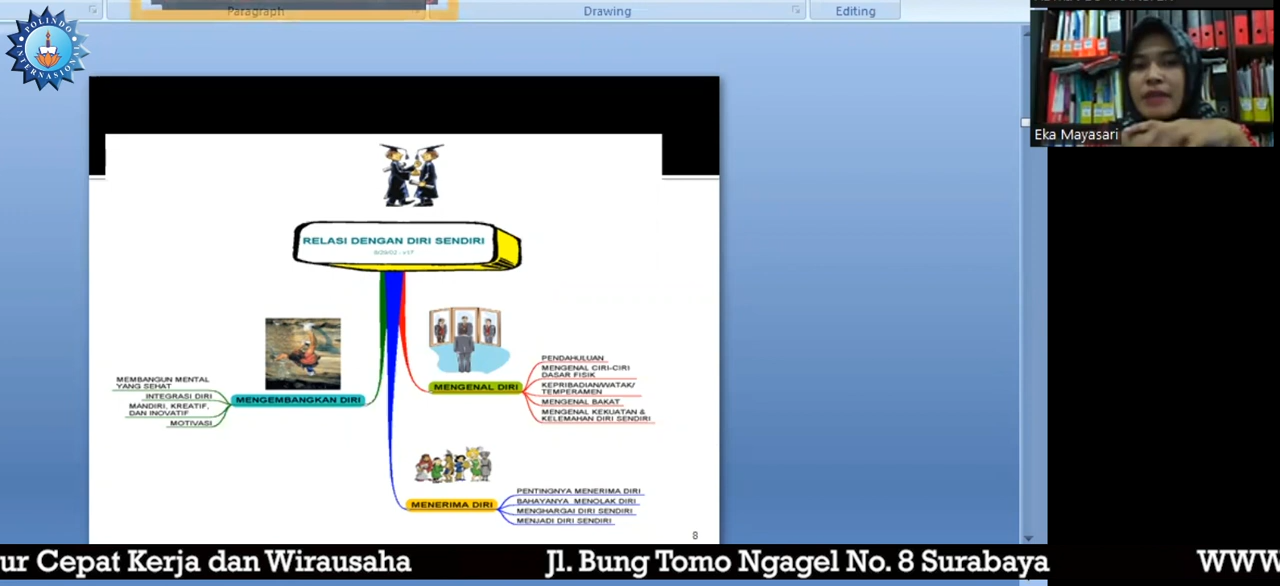 Paragraph
Drawing
Editing
POLINDO
INTERNASIONAL
Eka Mayasari
RELASI DENGAN DIRI SENDIRI
MENGENAL DIRI
PENDAHULUAN
MENGENAL CIRI-CIRI
DASAR FISIK
KEPRIBADIAN/WATAK/
TEMPERAMEN
MENGENAL BAKAT
MENGENAL KEKUATAN &
KELEMAHAN DIRI SENDIRI
MEMBANGUN MENTAL
YANG SEHAT
INTEGRASI DIRI
MANDIRI, KREATIF,
DAN INOVATIF
MOTIVASI
MENGEMBANGKAN DIRI
MENERIMA DIRI
PENTINGNYA MENERIMA DIRI
BAHAYANYA MENOLAK DIRI
MENGHARGAI DIRI SENDIRI
MENJADI DIRI SENDIRI
8
ur Cepat Kerja dan Wirausaha Jl. Bung Tomo Ngagel No. 8 Surabaya WWW